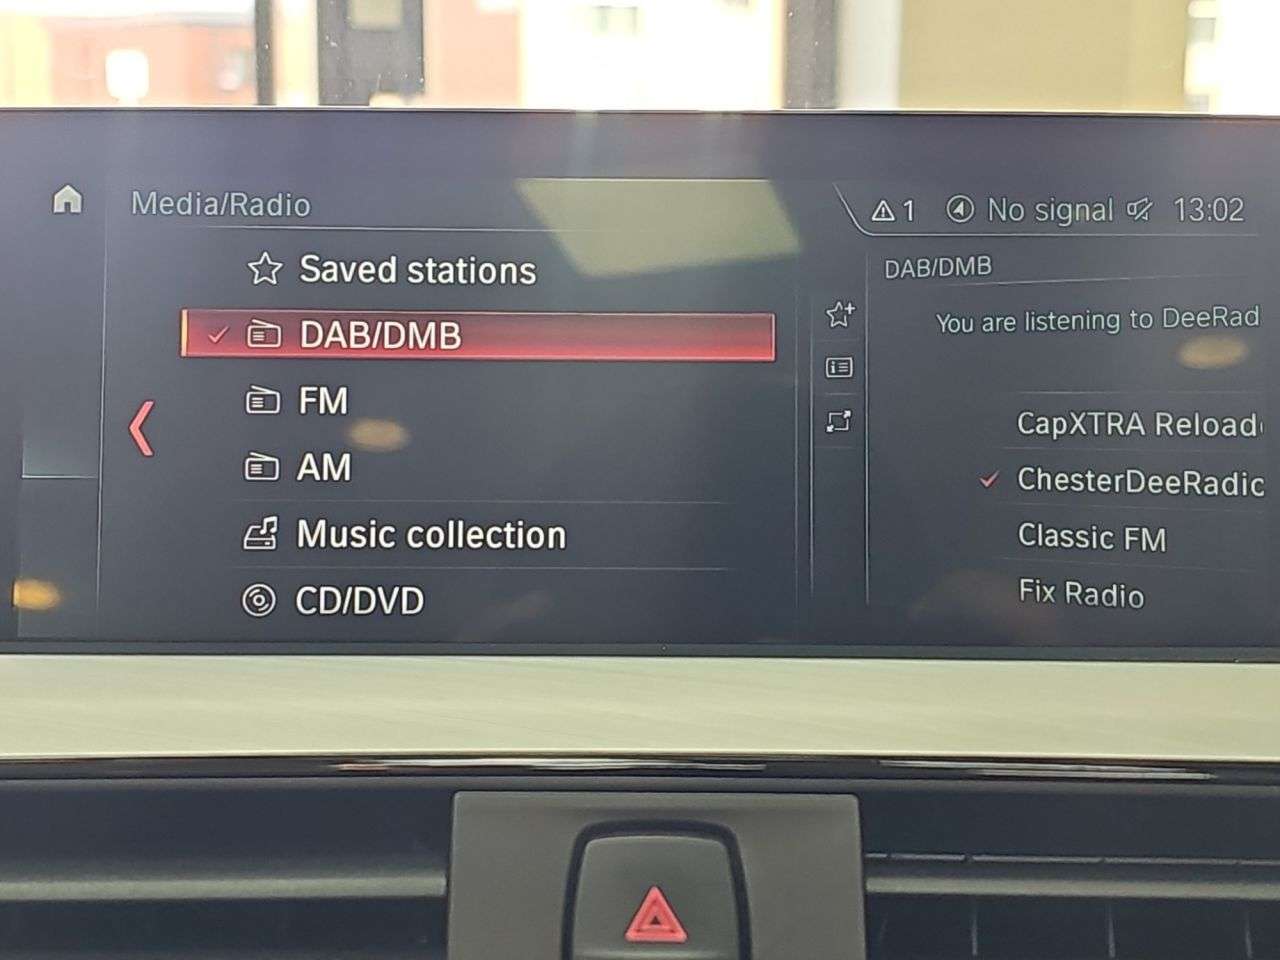 Media/Radio
1 No signal 13:02
Saved stations
DAB/DMB
FM
AM
Music collection
CD/DVD
DAB/DMB
You are listening to DeeRad
CapXTRA Reload
ChesterDeeRadio
Classic FM
Fix Radio